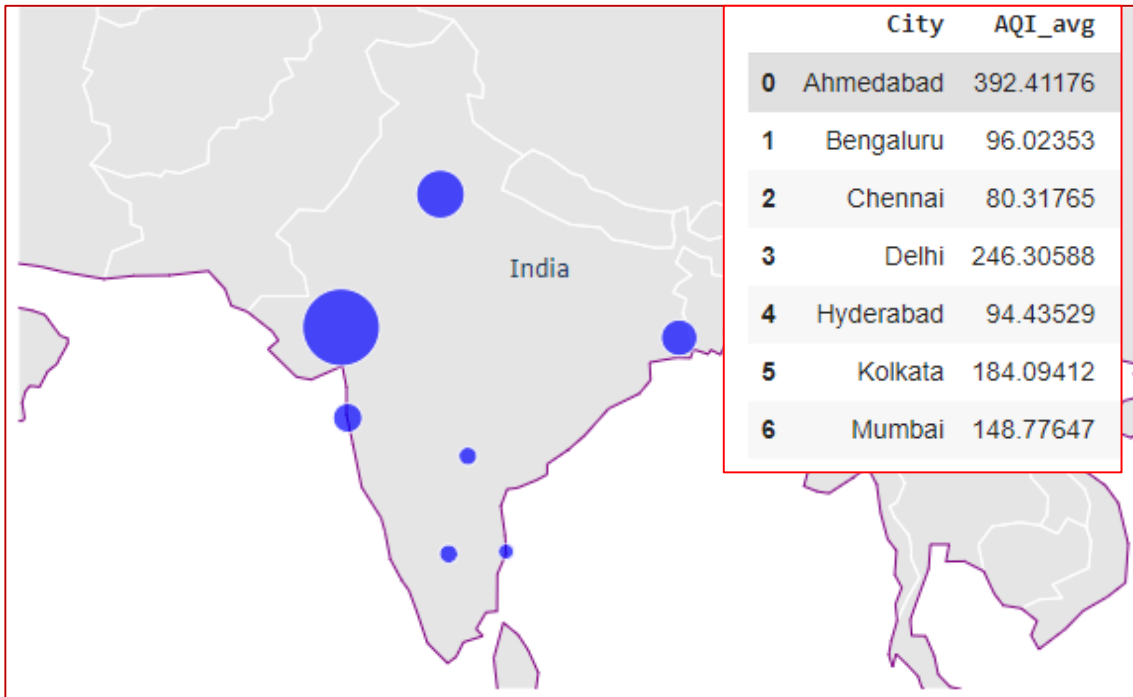 City AQI_avg
0 Ahmedabad 392.41176
1 Bengaluru 96.02353
2 Chennai 80.31765
3 Delhi 246.30588
4 Hyderabad 94.43529
5 Kolkata 184.09412
6 Mumbai 148.77647
India